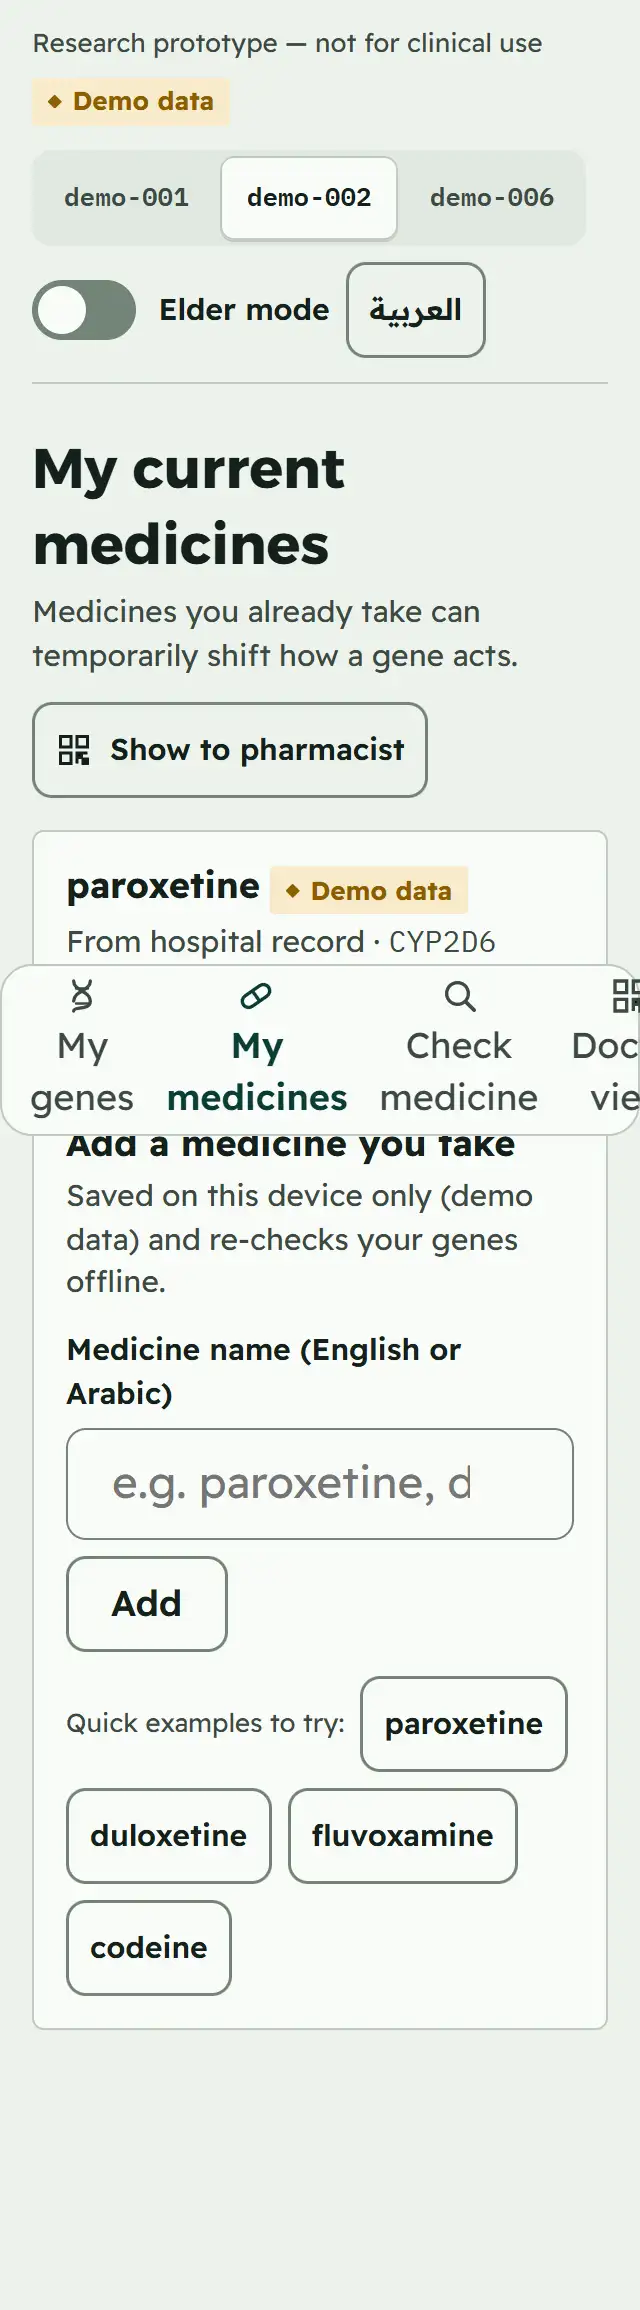 Research prototype — not for clinical use
Demo data
demo-001 demo-002 demo-006
Elder mode العربية
My current
medicines
Medicines you already take can
temporarily shift how a gene acts.
Show to pharmacist
paroxetine Demo data
From hospital record · CYP2D6
My genes
My medicines
Check medicine
Doc vie
Add a medicine you take
Saved on this device only (demo
data) and re-checks your genes
offline.
Medicine name (English or
Arabic)
e.g. paroxetine, d
Add
Quick examples to try: paroxetine
duloxetine fluvoxamine
codeine